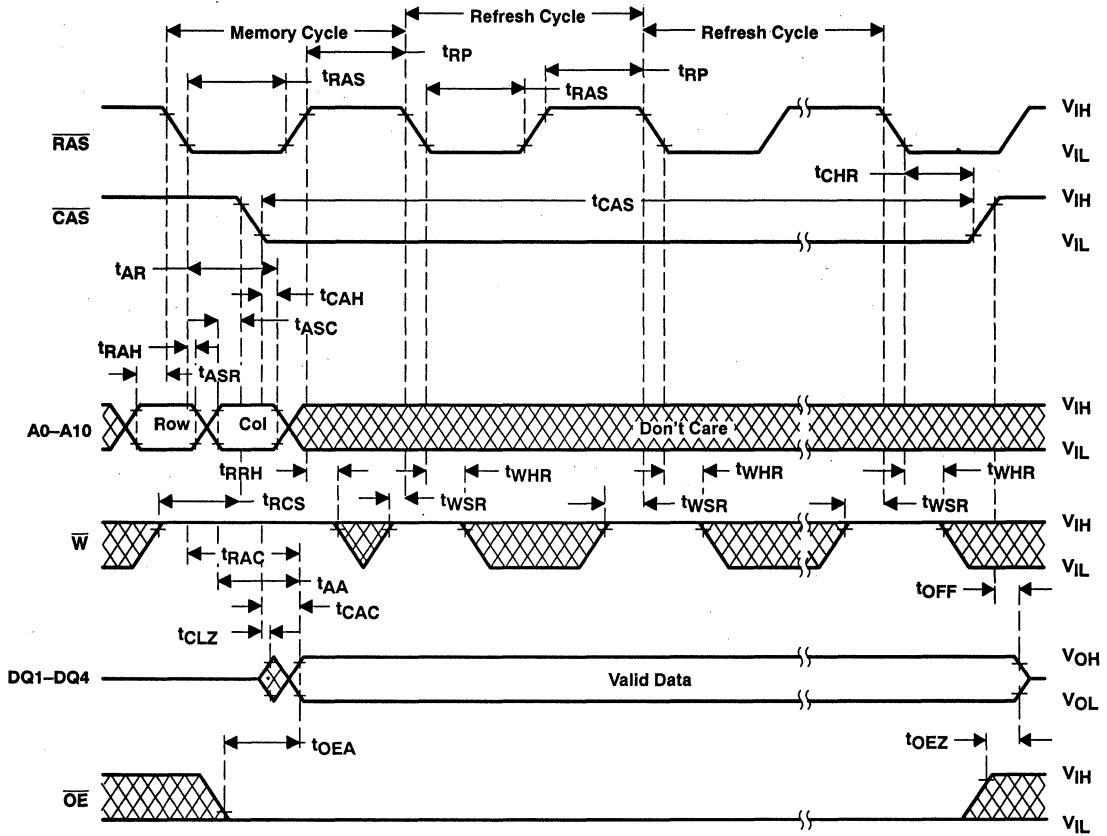 Refresh Cycle
Memory Cycle
Refresh Cycle
tRP
tRP
tRAS
tRAS
RAS
VIH
VIL
tCHR
CAS
tCAS
VIH
VIL
tAR
tCAH
tASC
tRAH
tASR
A0–A10
Row
Col
Don't Care
VIH
VIL
tRRH
tWHR
tWHR
tWHR
tRCS
tWSR
tWSR
tWSR
W
VIH
VIL
tRAC
tAA
tOFF
tCAC
tCLZ
DQ1–DQ4
Valid Data
VOH
VOL
tOEA
tOEZ
OE
VIH
VIL